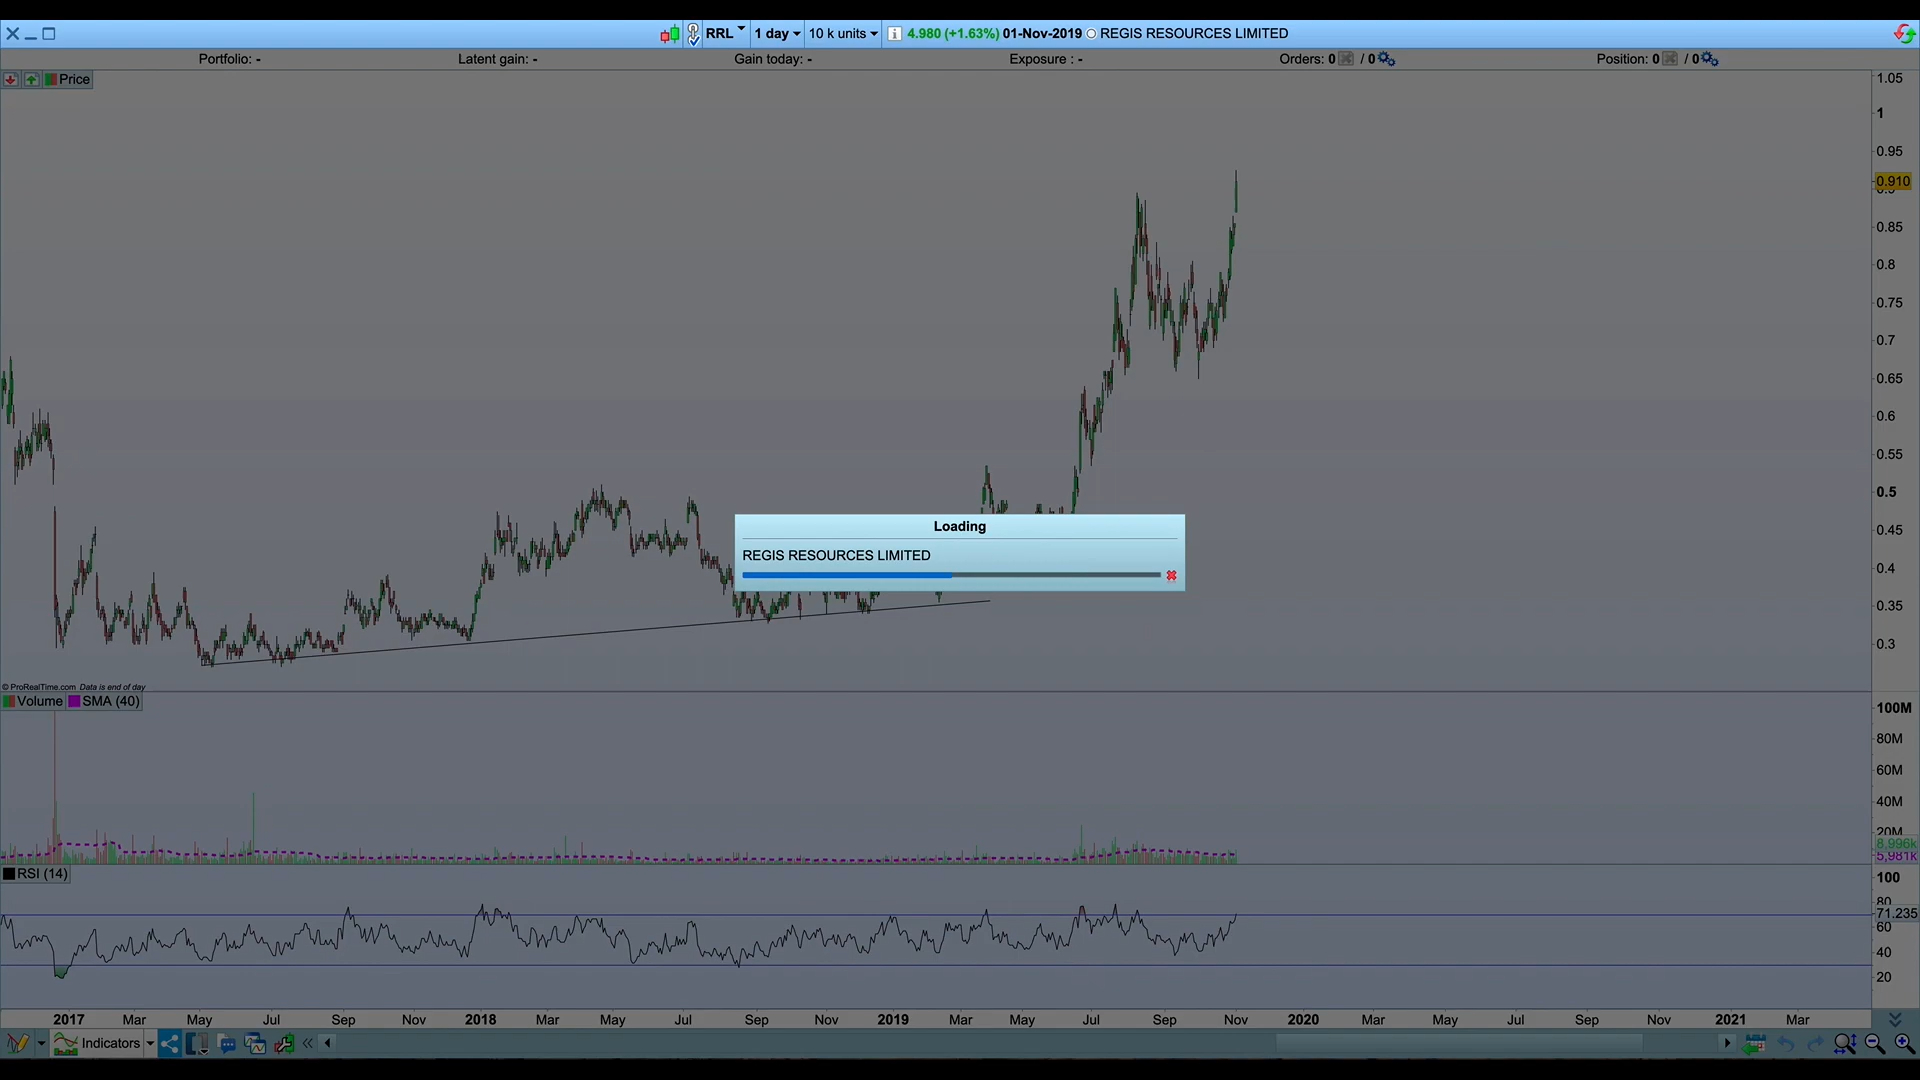 RRL 1 day 10 k units 4.980 (+1.63%) 01-Nov-2019 REGIS RESOURCES LIMITED
Portfolio: - Latent gain: - Gain today: - Exposure : - Orders: 0 / 0 Position: 0 / 0
Price
1.05
1
0.95
0.910
0.85
0.8
0.75
0.7
0.65
0.6
0.55
0.5
0.45
0.4
0.35
0.3
Loading
REGIS RESOURCES LIMITED
© ProRealTime.com Data is end of day
Volume SMA (40)
100M
80M
60M
40M
20M
8,996k
5,981k
RSI (14)
100
80
71.235
60
40
20
2017 Mar May Jul Sep Nov 2018 Mar May Jul Sep Nov 2019 Mar May Jul Sep Nov 2020 Mar May Jul Sep Nov 2021 Mar
Indicators